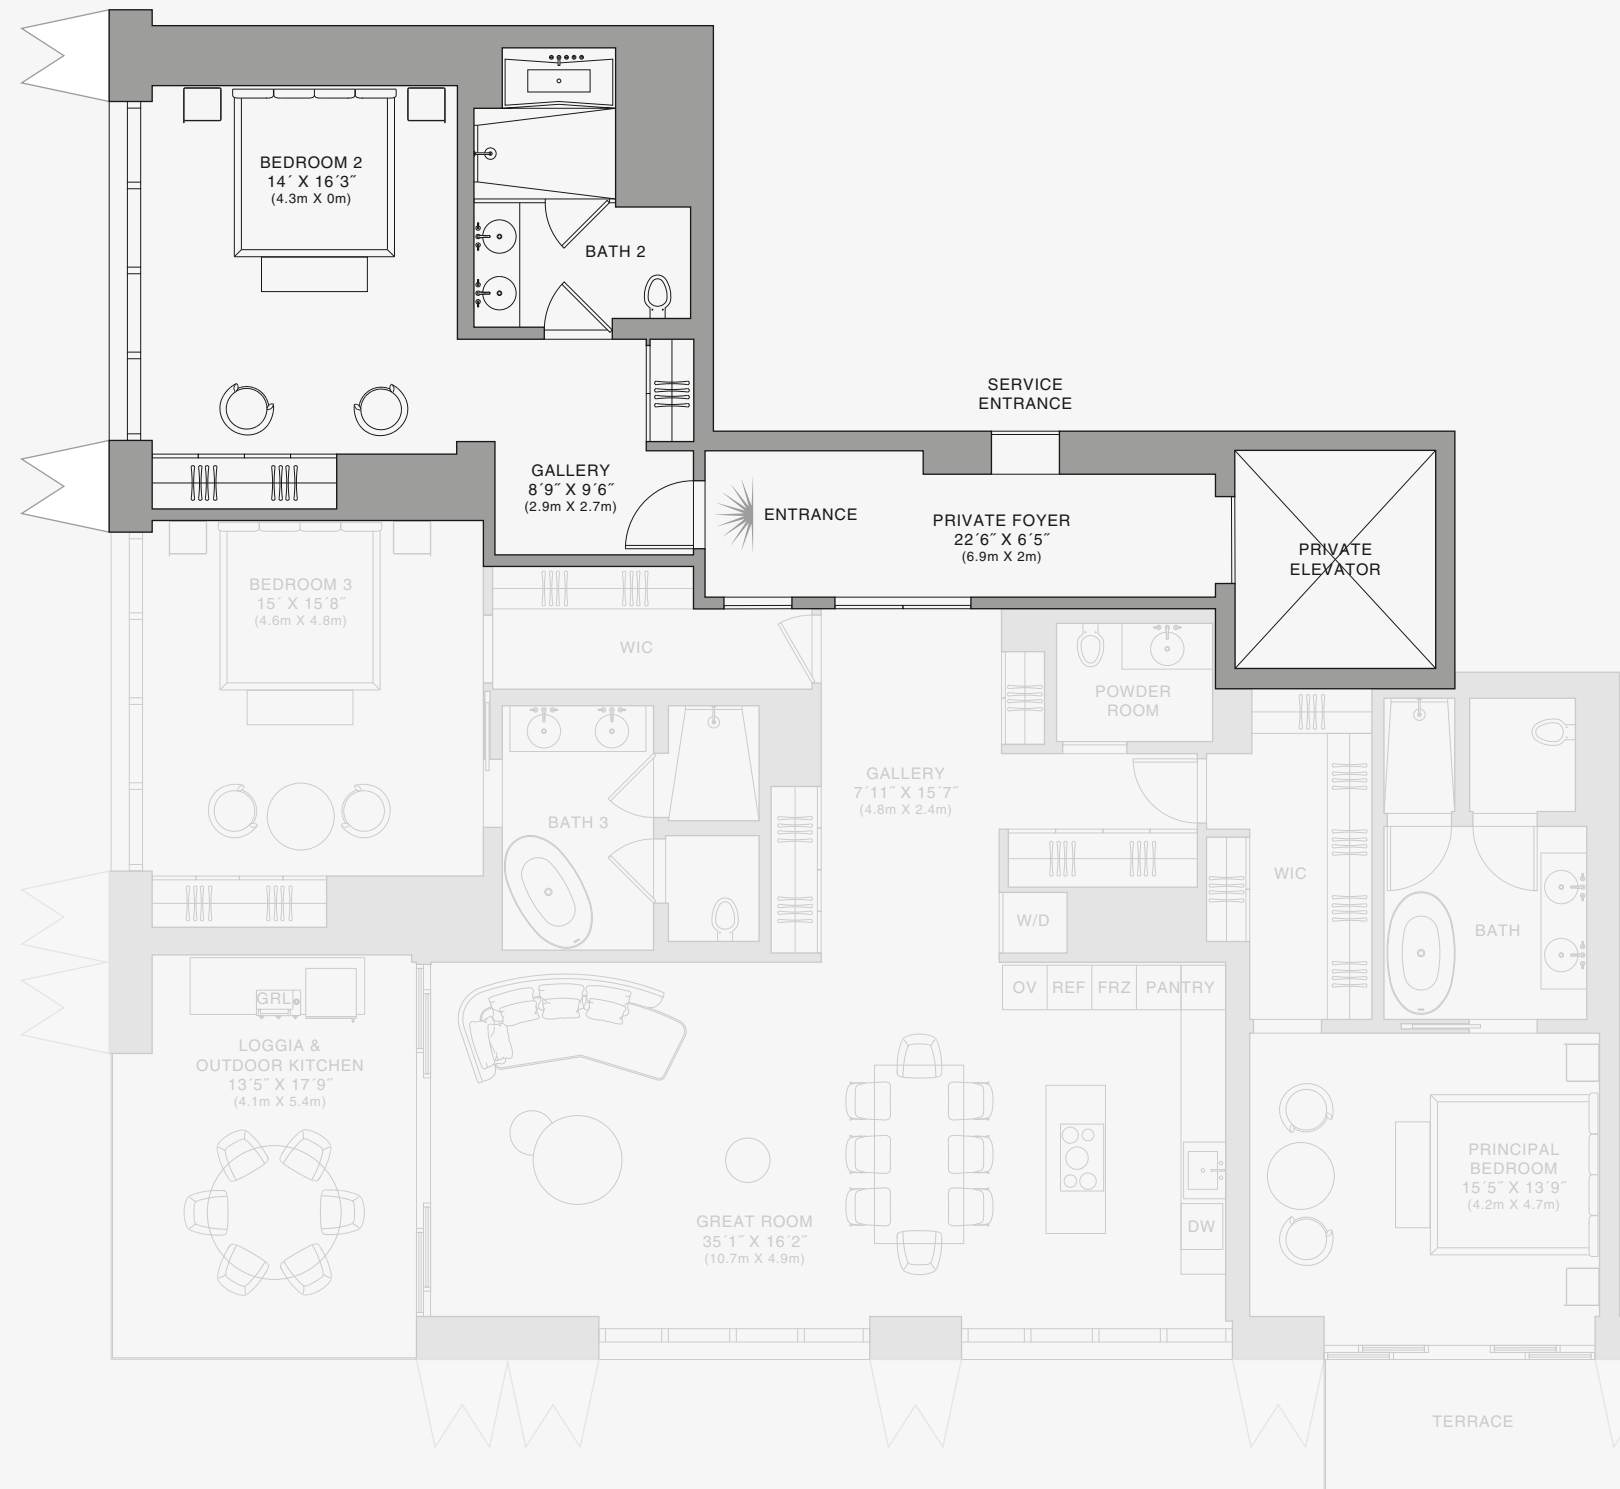 BEDROOM 2
14´ X 16´3˝
(4.3m X 0m)
BATH 2
SERVICE
ENTRANCE
GALLERY
8´9˝ X 9´6˝
(2.9m X 2.7m)
ENTRANCE
PRIVATE FOYER
22´6˝ X 6´5˝
(6.9m X 2m)
PRIVATE
ELEVATOR
BEDROOM 3
15´ X 15´8˝
(4.6m X 4.8m)
WIC
POWDER
ROOM
GALLERY
7´11˝ X 15´7˝
(4.8m X 2.4m)
BATH 3
WIC
W/D
BATH
OV
REF
FRZ
PANTRY
GRL
LOGGIA &
OUTDOOR KITCHEN
13´5˝ X 17´9˝
(4.1m X 5.4m)
PRINCIPAL
BEDROOM
15´5˝ X 13´9˝
(4.2m X 4.7m)
GREAT ROOM
35´1˝ X 16´2˝
(10.7m X 4.9m)
DW
TERRACE